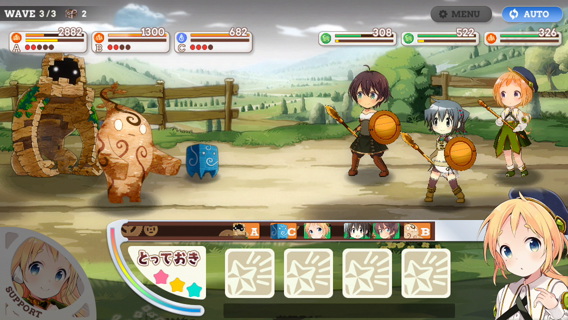 WAVE 3/3 2
MENU
AUTO
A 2882
B 1300
C 682
308
522
326
A C B
とっておき
SUPPORT